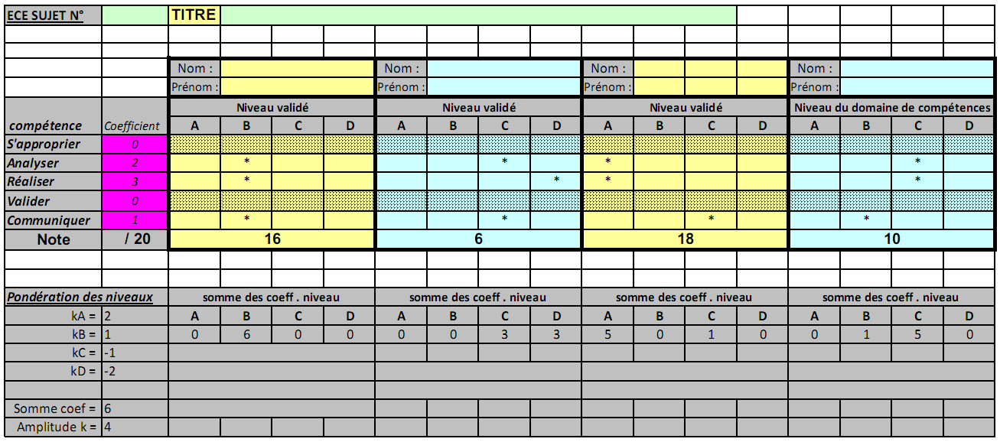 ECE SUJET N° TITRE
Nom : Nom : Nom : Nom :
Prénom : Prénom : Prénom : Prénom :
Niveau validé Niveau validé Niveau validé Niveau du domaine de compétences
compétence Coefficient A B C D A B C D A B C D A B C D
S'approprier 0
Analyser 2 * * * *
Réaliser 3 * * * *
Valider 0
Communiquer 1 * * * *
Note / 20 16 6 18 10
Pondération des niveaux somme des coeff . niveau somme des coeff . niveau somme des coeff . niveau somme des coeff . niveau
kA = 2 A B C D A B C D A B C D A B C D
kB = 1 0 6 0 0 0 0 3 3 5 0 1 0 0 1 5 0
kC = -1
kD = -2
Somme coef = 6
Amplitude k = 4